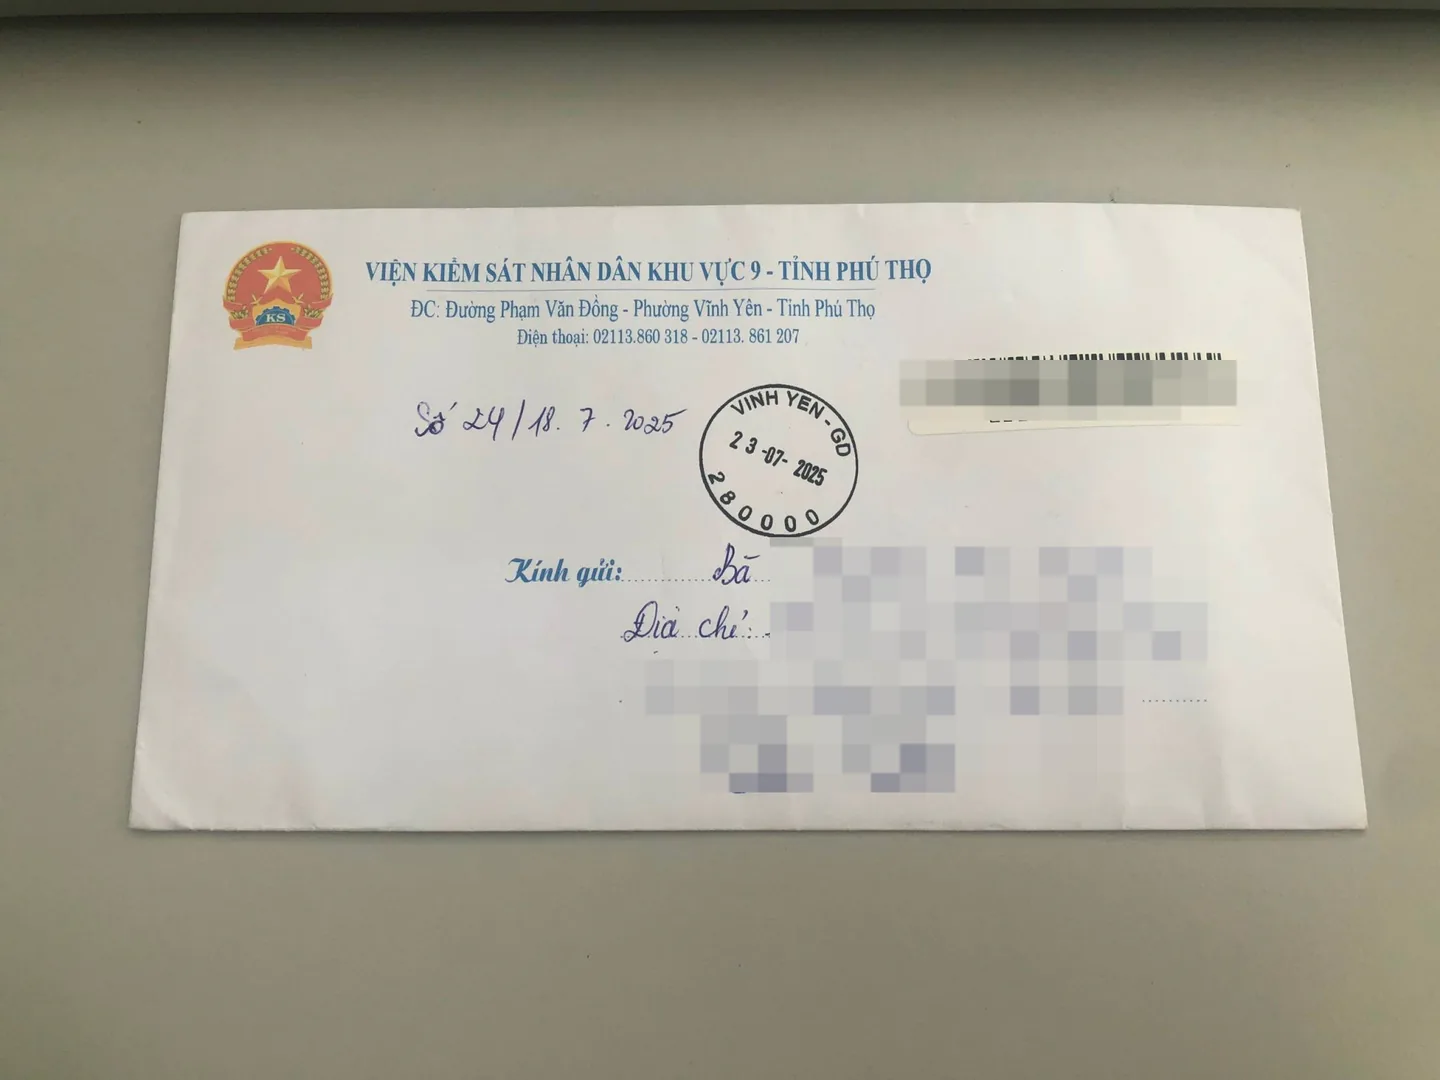 VIỆN KIỂM SÁT NHÂN DÂN KHU VỰC 9 - TỈNH PHÚ THỌ
ĐC: Đường Phạm Văn Đồng - Phường Vĩnh Yên - Tỉnh Phú Thọ
Điện thoại: 02113.860 318 - 02113. 861 207
KS
Số 24/18.7.2025
VINH YEN - GD
23-07-2025
280000
Kính gửi: Bà
Địa chỉ: